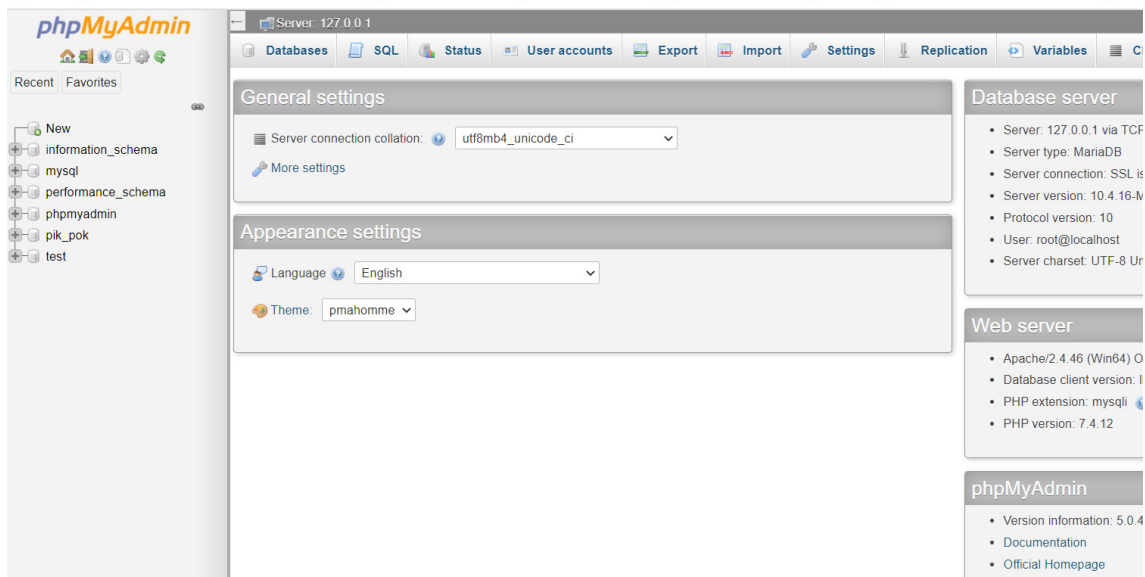 phpMyAdmin
Recent Favorites
New
information_schema
mysql
performance_schema
phpmyadmin
pik_pok
test
Server: 127.0.0.1
Databases SQL Status User accounts Export Import Settings Replication Variables
General settings
Server connection collation: utf8mb4_unicode_ci
More settings
Appearance settings
Language English
Theme: pmahomme
Database server
Server: 127.0.0.1 via TCP
Server type: MariaDB
Server connection: SSL is
Server version: 10.4.16-M
Protocol version: 10
User: root@localhost
Server charset: UTF-8
Web server
Apache/2.4.46 (Win64)
Database client version:
PHP extension: mysqli
PHP version: 7.4.12
phpMyAdmin
Version information: 5.0.4
Documentation
Official Homepage